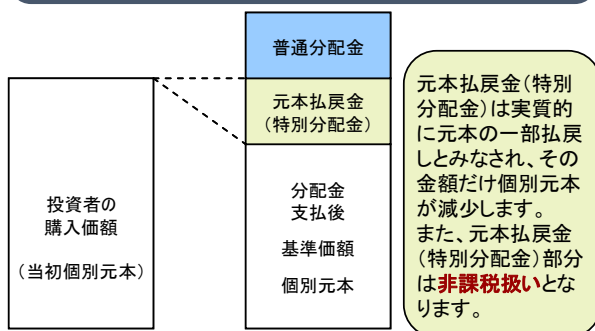 普通分配金
元本払戻金
（特別分配金）
投資者の
購入価額
（当初個別元本）
分配金
支払後
基準価額
個別元本
元本払戻金（特別
分配金）は実質的
に元本の一部払戻
しとみなされ、その
金額だけ個別元本
が減少します。
また、元本払戻金
（特別分配金）部分
は非課税扱いとな
ります。